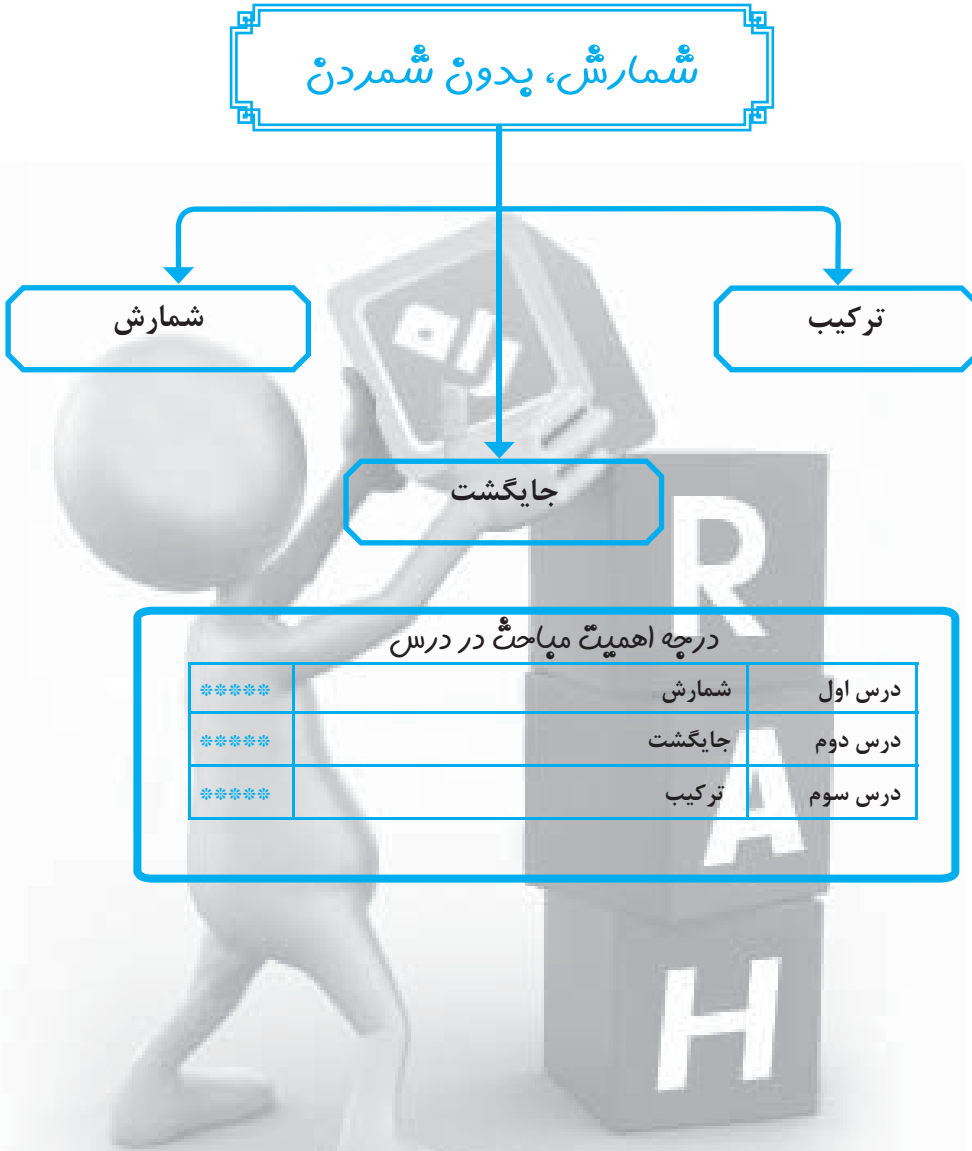 شمارش، بدون شمردن
ترکیب
شمارش
جایگشت
راه
R
A
H
درجه اهمیت مباحث در درس
درس اول شمارش *****
درس دوم جایگشت *****
درس سوم ترکیب *****